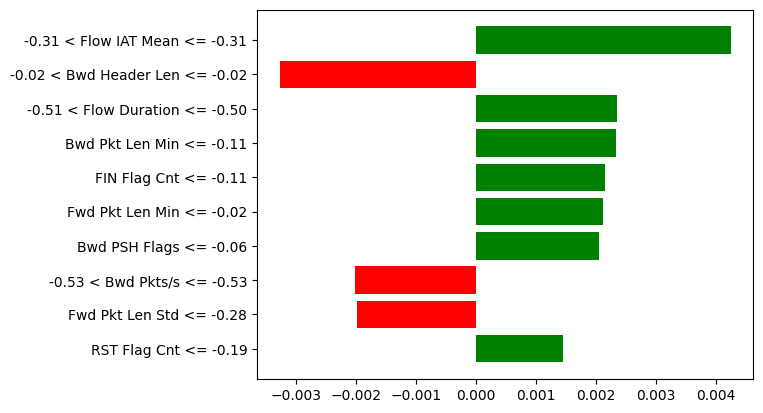 -0.31 < Flow IAT Mean <= -0.31
-0.02 < Bwd Header Len <= -0.02
-0.51 < Flow Duration <= -0.50
Bwd Pkt Len Min <= -0.11
FIN Flag Cnt <= -0.11
Fwd Pkt Len Min <= -0.02
Bwd PSH Flags <= -0.06
-0.53 < Bwd Pkts/s <= -0.53
Fwd Pkt Len Std <= -0.28
RST Flag Cnt <= -0.19
−0.003 −0.002 −0.001 0.000 0.001 0.002 0.003 0.004